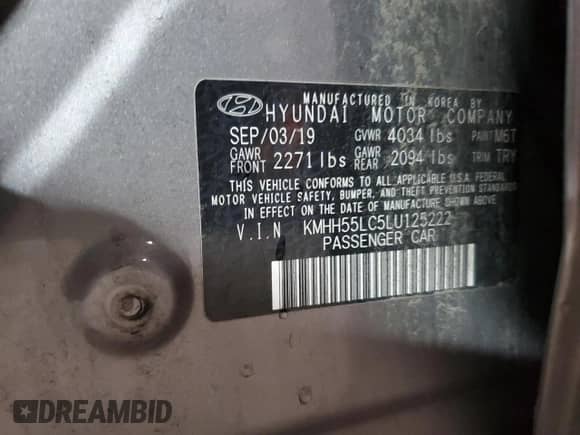 MANUFACTURED IN KOREA BY
HYUNDAI MOTOR COMPANY
SEP/03/19 GVWR 4034 lbs PAINT M6T
GAWR FRONT 2271 lbs GAWR REAR 2094 lbs TRIM TRY
THIS VEHICLE CONFORMS TO ALL APPLICABLE U.S.A. FEDERAL
MOTOR VEHICLE SAFETY, BUMPER, AND THEFT PREVENTION STANDARDS
IN EFFECT ON THE DATE OF MANUFACTURE SHOWN ABOVE
V.I.N KMHH55LC5LU125222
PASSENGER CAR
DREAMBID